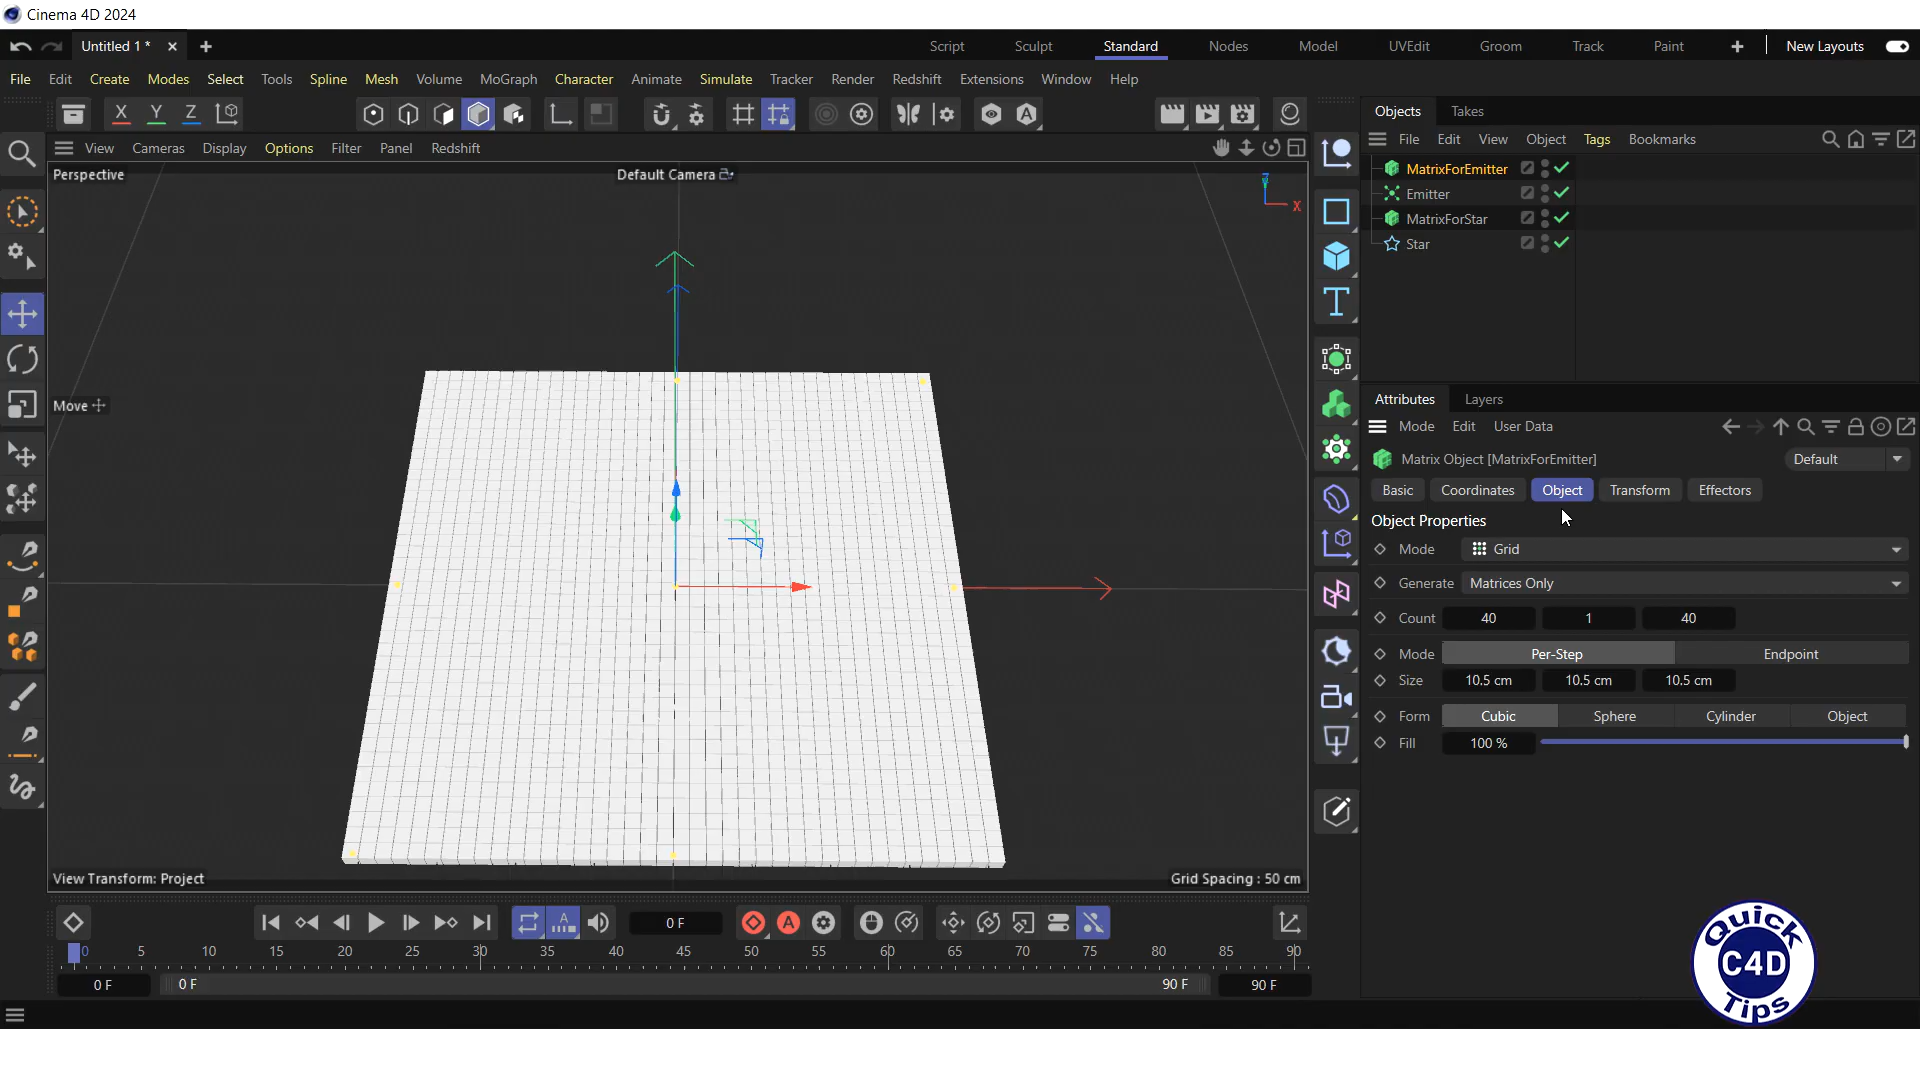 Cinema 4D 2024
Untitled 1 *
Script Sculpt Standard Nodes Model UVEdit Groom Track Paint New Layouts
File Edit Create Modes Select Tools Spline Mesh Volume MoGraph Character Animate Simulate Tracker Render Redshift Extensions Window Help
X Y Z
Objects Takes
File Edit View Object Tags Bookmarks
View Cameras Display Options Filter Panel Redshift
Perspective
Default Camera
X
MatrixForEmitter
Emitter
MatrixForStar
Star
Move
Attributes Layers
Mode Edit User Data
Matrix Object [MatrixForEmitter]
Default
Basic Coordinates Object Transform Effectors
Object Properties
Mode Grid
Generate Matrices Only
Count 40 1 40
Mode Per-Step Endpoint
Size 10.5 cm 10.5 cm 10.5 cm
Form Cubic Sphere Cylinder Object
Fill 100 %
View Transform: Project
Grid Spacing : 50 cm
0 F
0 5 10 15 20 25 30 35 40 45 50 55 60 65 70 75 80 85 90
0 F 0 F 90 F 90 F
Quick
C4D
Tips